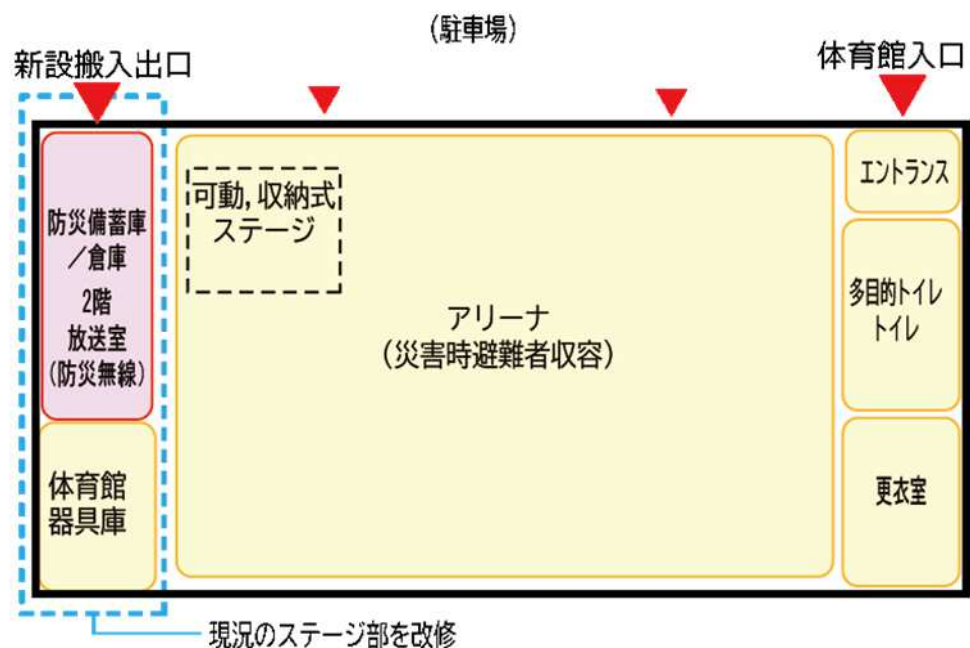 (駐車場)
新設搬入出口
体育館入口
防災備蓄庫
／倉庫
2階
放送室
(防災無線)
可動,収納式
ステージ
アリーナ
(災害時避難者収容)
エントランス
多目的トイレ
トイレ
体育館
器具庫
更衣室
現況のステージ部を改修